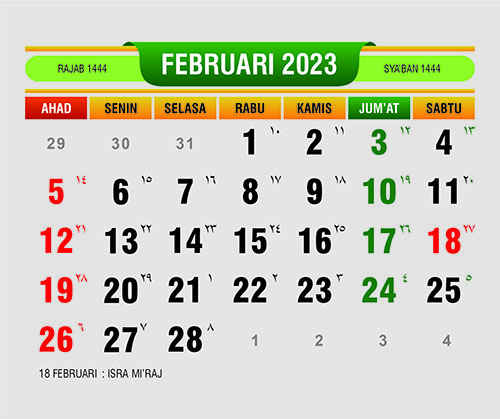 FEBRUARI 2023
RAJAB 1444 SYA'BAN 1444
AHAD SENIN SELASA RABU KAMIS JUM'AT SABTU
29 30 31 1 ١٠ 2 ١١ 3 ١٢ 4 ١٣
5 ١٤ 6 ١٥ 7 ١٦ 8 ١٧ 9 ١٨ 10 ١٩ 11 ٢٠
12 ٢١ 13 ٢٢ 14 ٢٣ 15 ٢٤ 16 ٢٥ 17 ٢٦ 18 ٢٧
19 ٢٨ 20 ٢٩ 21 ١ 22 ٢ 23 ٣ 24 ٤ 25 ٥
26 ٦ 27 ٧ 28 ٨ 1 2 3 4
18 FEBRUARI : ISRA MI'RAJ